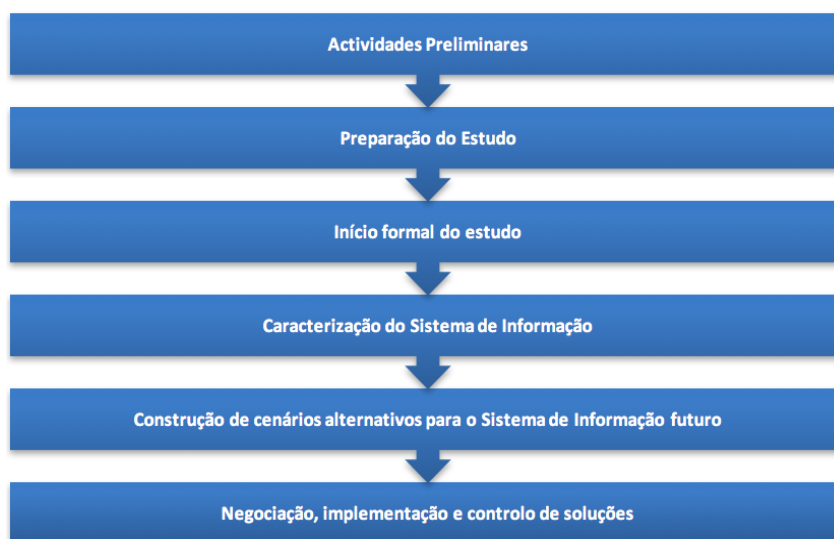 Actividades Preliminares
Preparação do Estudo
Início formal do estudo
Caracterização do Sistema de Informação
Construção de cenários alternativos para o Sistema de Informação futuro
Negociação, implementação e controlo de soluções